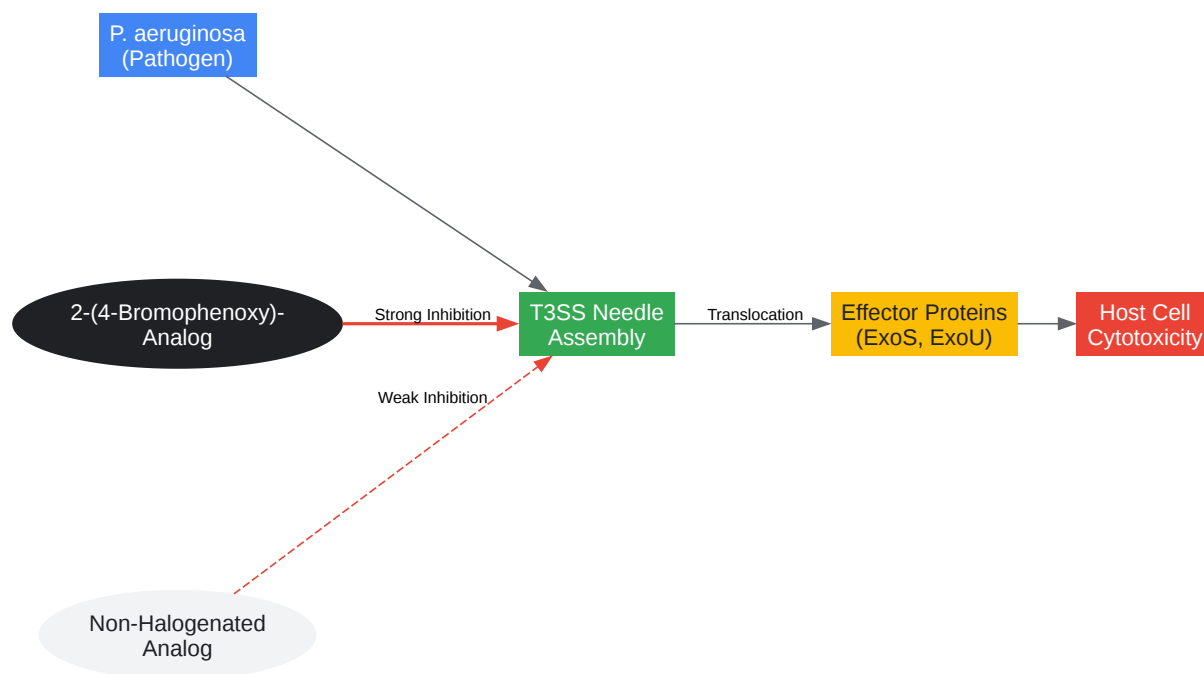 P. aeruginosa
(Pathogen)
2-(4-Bromophenoxy)-
Analog
Strong Inhibition
T3SS Needle
Assembly
Translocation
Effector Proteins
(ExoS, ExoU)
Host Cell
Cytotoxicity
Weak Inhibition
Non-Halogenated
Analog